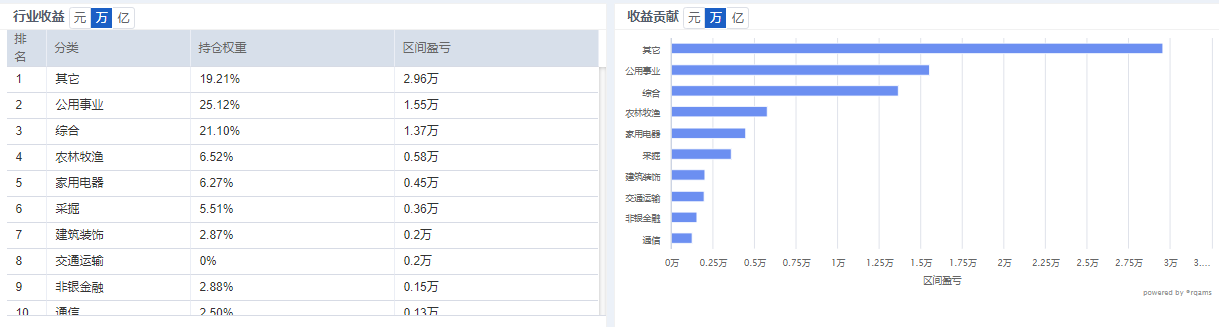 行业收益 元 万 亿
排名 分类 持仓权重 区间盈亏
1 其它 19.21% 2.96万
2 公用事业 25.12% 1.55万
3 综合 21.10% 1.37万
4 农林牧渔 6.52% 0.58万
5 家用电器 6.27% 0.45万
6 采掘 5.51% 0.36万
7 建筑装饰 2.87% 0.2万
8 交通运输 0% 0.2万
9 非银金融 2.88% 0.15万
10 通信 2.50% 0.13万
收益贡献 元 万 亿
其它
公用事业
综合
农林牧渔
家用电器
采掘
建筑装饰
交通运输
非银金融
通信
0万 0.25万 0.5万 0.75万 1万 1.25万 1.5万 1.75万 2万 2.25万 2.5万 2.75万 3万 3....
区间盈亏
powered by ®rqams